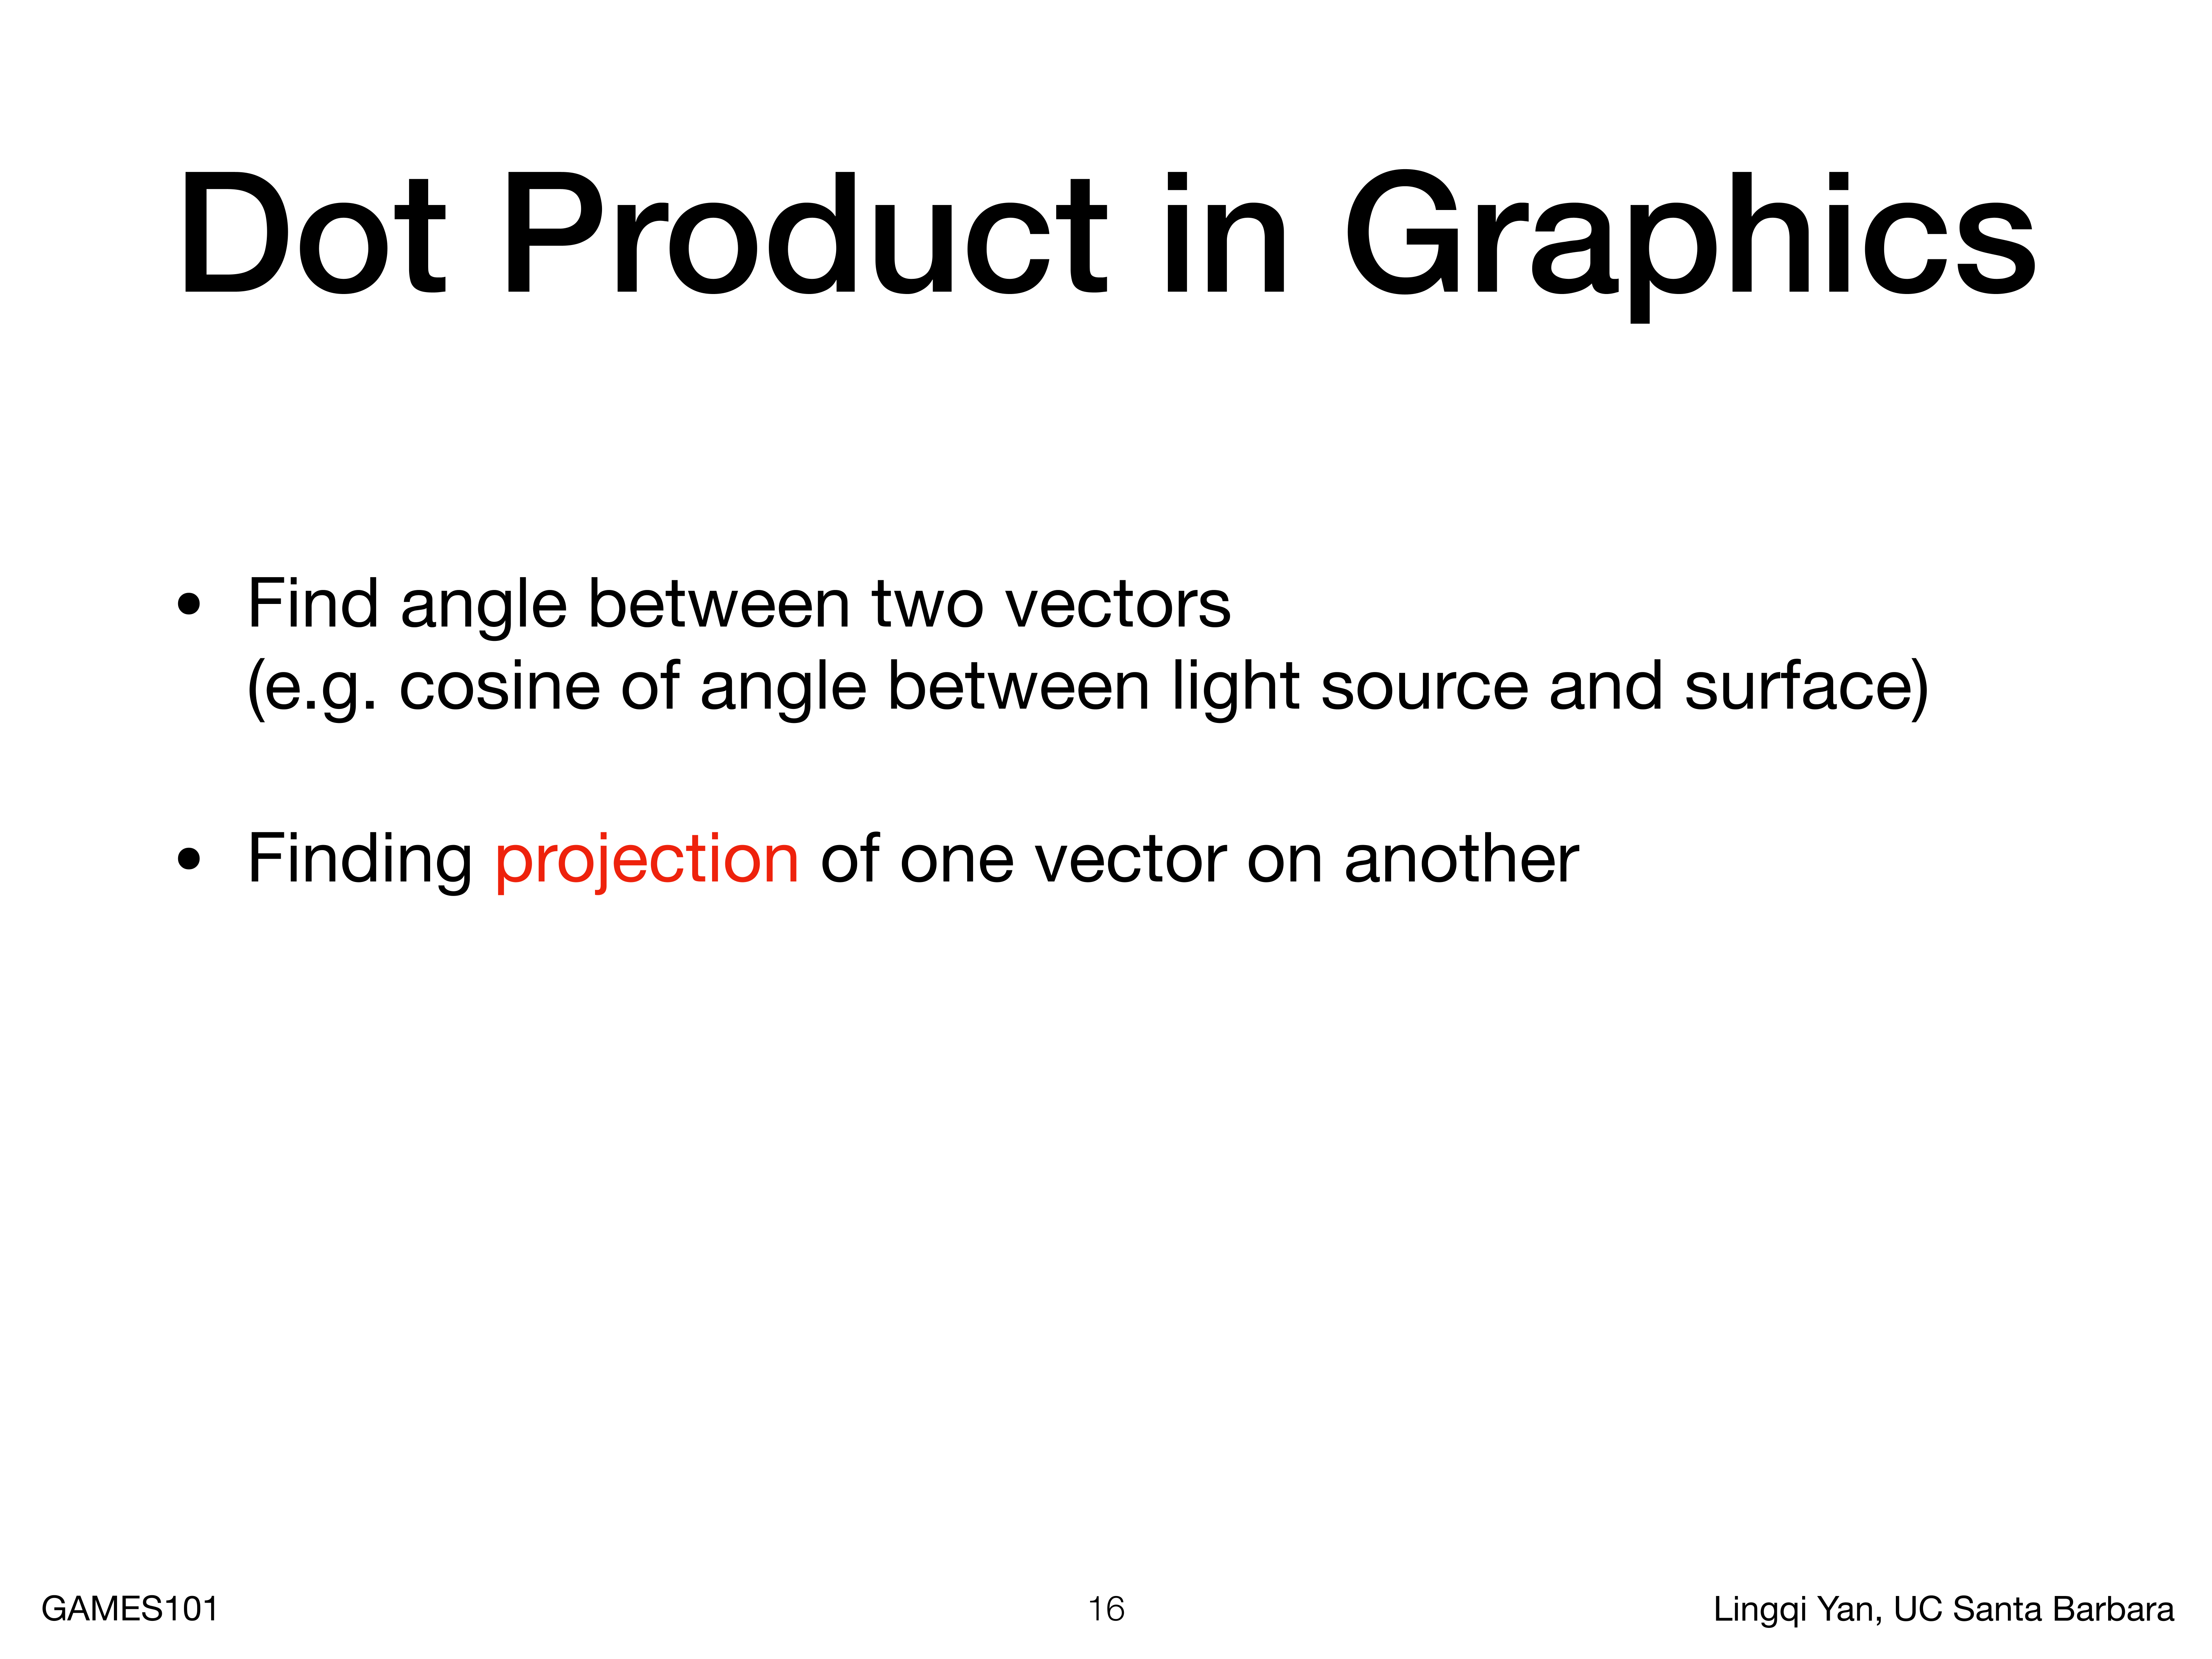 Dot Product in Graphics
• Find angle between two vectors
(e.g. cosine of angle between light source and surface)
• Finding projection of one vector on another
GAMES101
16
Lingqi Yan, UC Santa Barbara